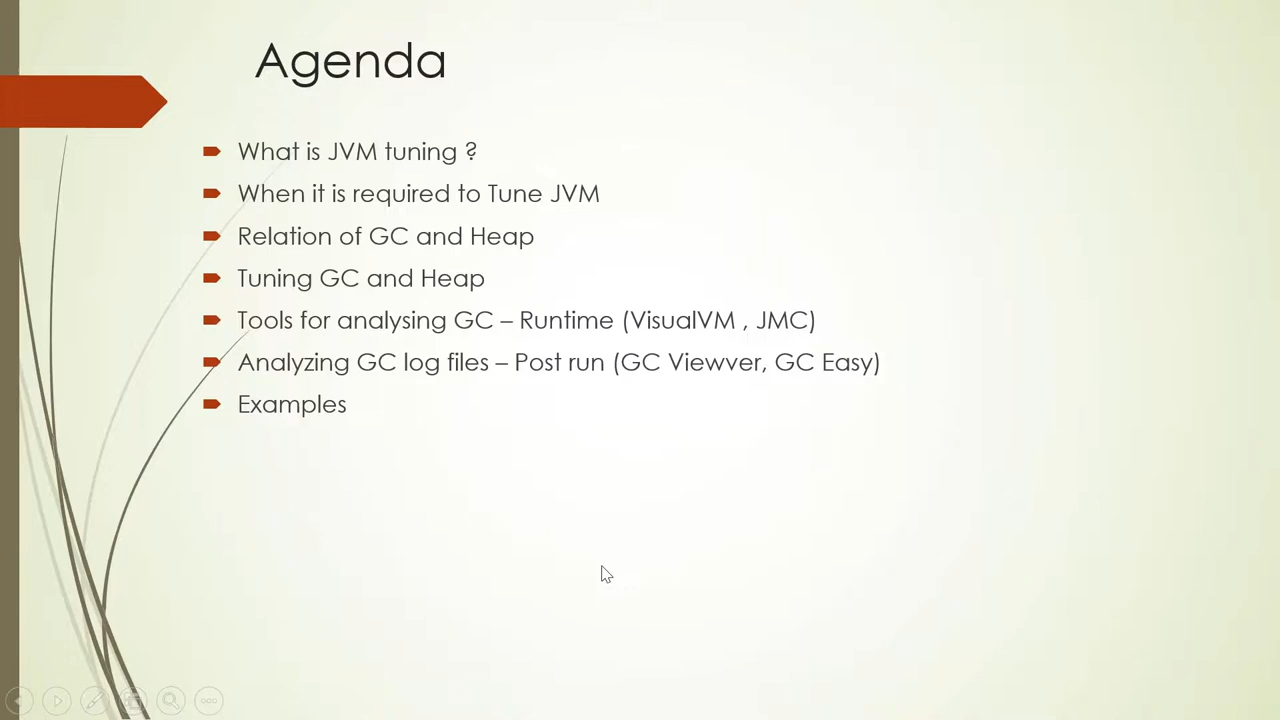 Agenda
What is JVM tuning ?
When it is required to Tune JVM
Relation of GC and Heap
Tuning GC and Heap
Tools for analysing GC – Runtime (VisualVM , JMC)
Analyzing GC log files – Post run (GC Viewver, GC Easy)
Examples